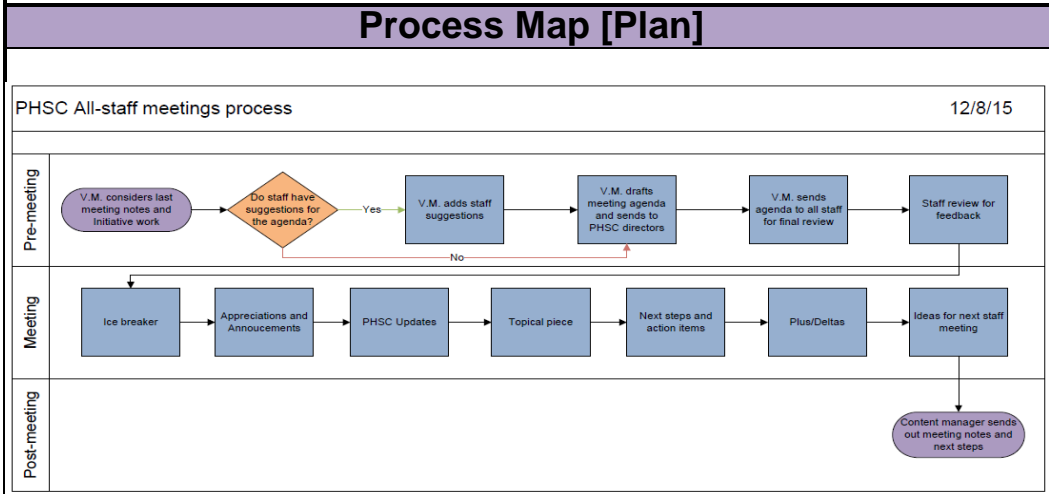 Process Map [Plan]
PHSC All-staff meetings process
12/8/15
Pre-meeting
V.M. considers last
meeting notes and
Initiative work
Do staff have
suggestions for
the agenda?
Yes
No
V.M. adds staff
suggestions
V.M. drafts
meeting agenda
and sends to
PHSC directors
V.M. sends
agenda to all staff
for final review
Staff review for
feedback
Meeting
Ice breaker
Appreciations and
Annoucements
PHSC Updates
Topical piece
Next steps and
action items
Plus/Deltas
Ideas for next staff
meeting
Post-meeting
Content manager sends
out meeting notes and
next steps